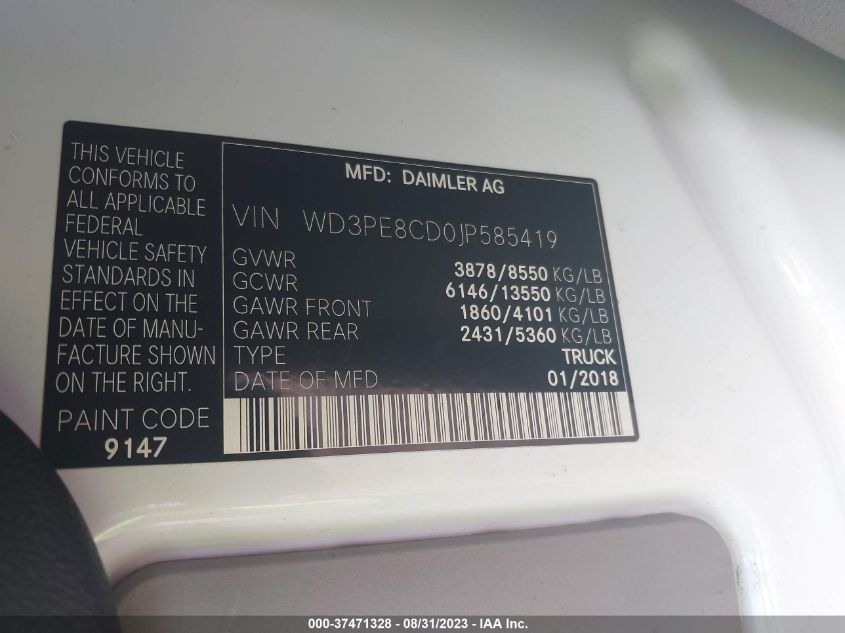 THIS VEHICLE
CONFORMS TO
ALL APPLICABLE
FEDERAL
VEHICLE SAFETY
STANDARDS IN
EFFECT ON THE
DATE OF MANU-
FACTURE SHOWN
ON THE RIGHT.
PAINT CODE
9147
MFD: DAIMLER AG
VIN WD3PE8CD0JP585419
GVWR 3878/8550 KG/LB
GCWR 6146/13550 KG/LB
GAWR FRONT 1860/4101 KG/LB
GAWR REAR 2431/5360 KG/LB
TYPE TRUCK
DATE OF MFD 01/2018
000-37471328 - 08/31/2023 - IAA Inc.